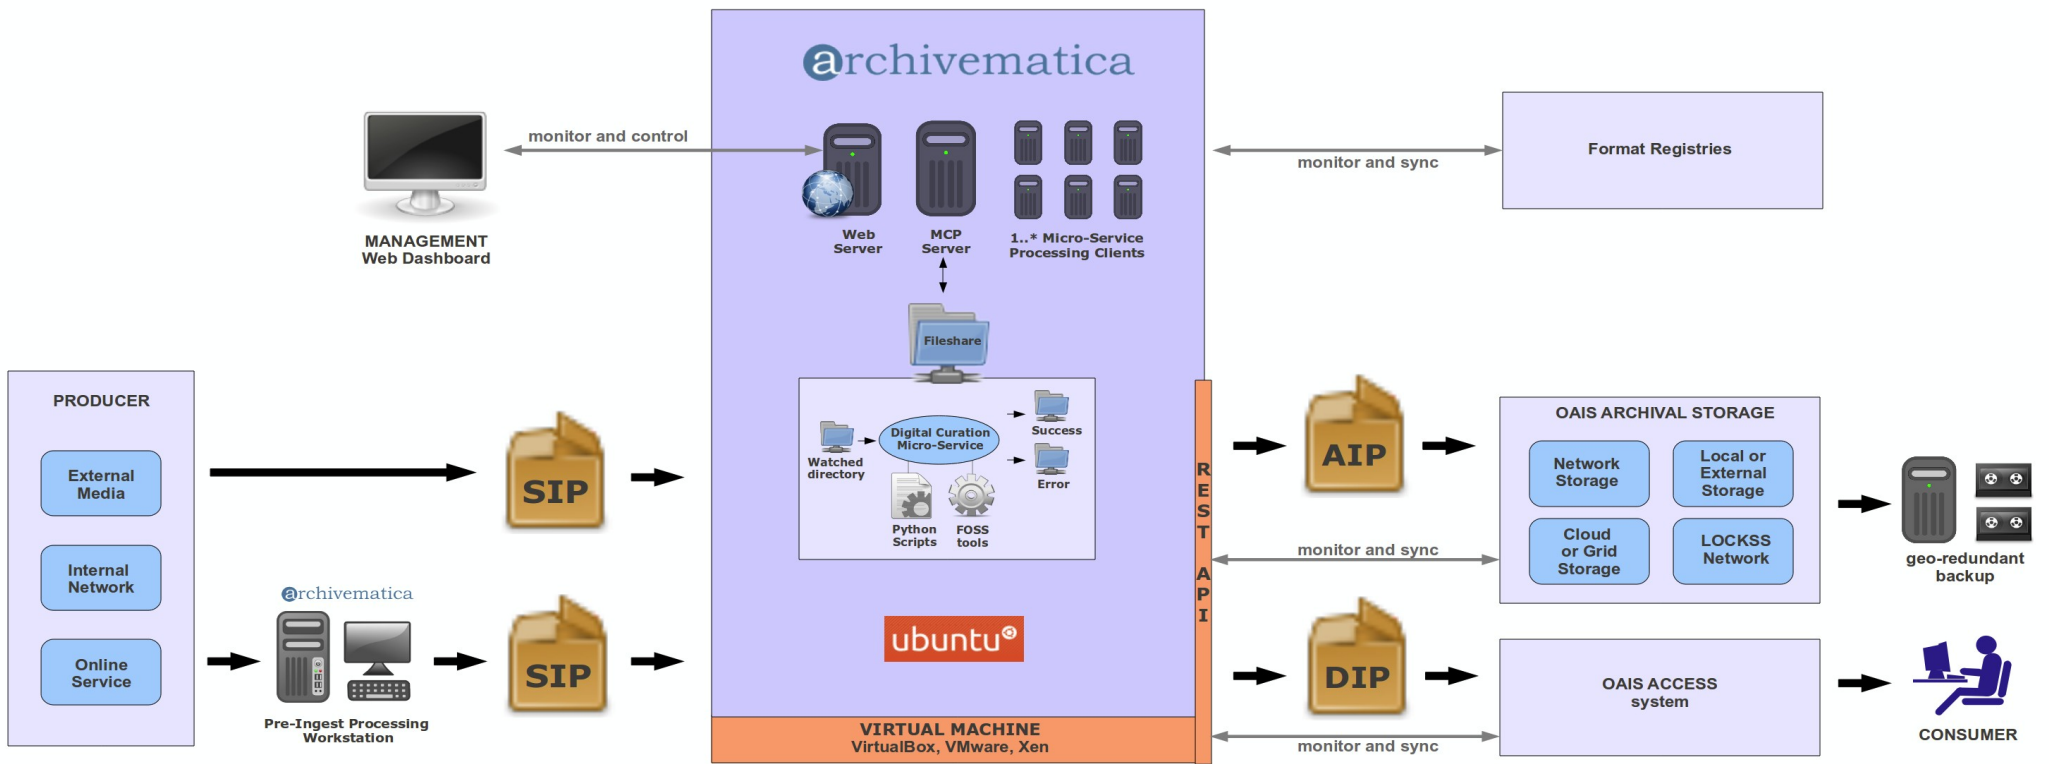 archivematica
monitor and control
MANAGEMENT
Web Dashboard
Web
Server
MCP
Server
1..* Micro-Service
Processing Clients
monitor and sync
Format Registries
Fileshare
Watched
directory
Digital Curation
Micro-Service
Success
Error
Python
Scripts
FOSS
tools
ubuntu
VIRTUAL MACHINE
VirtualBox, VMware, Xen
REST API
PRODUCER
External
Media
Internal
Network
Online
Service
SIP
archivematica
Pre-Ingest Processing
Workstation
SIP
AIP
OAIS ARCHIVAL STORAGE
Network
Storage
Local or
External
Storage
Cloud
or Grid
Storage
LOCKSS
Network
geo-redundant
backup
monitor and sync
DIP
OAIS ACCESS
system
CONSUMER
monitor and sync